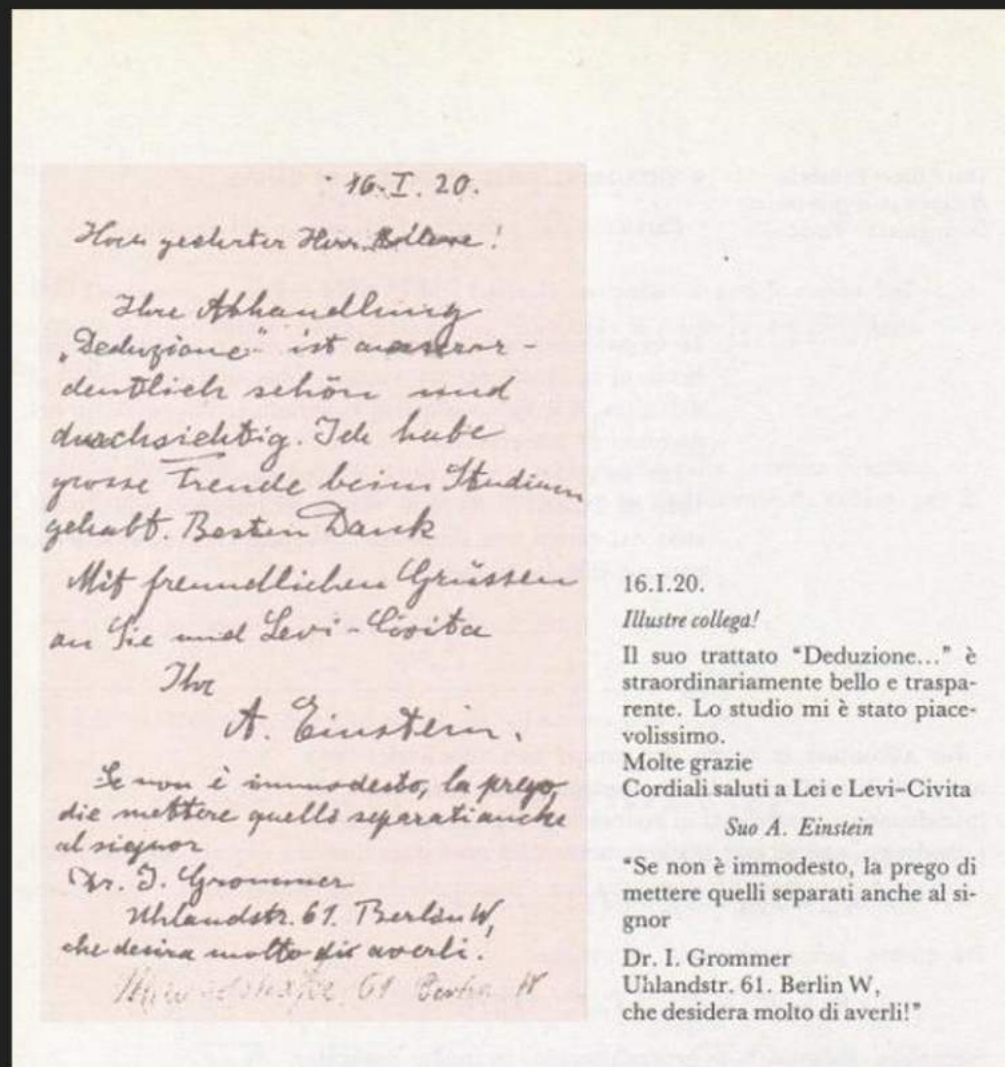 16.I.20.
Hoch geehrter Herr Kollege!
Ihre Abhandlung
„Deduzione" ist ausseror-
dentlich schön und
durchsichtig. Ich habe
grosse Freude beim Studium
gehabt. Besten Dank
Mit freundlichen Grüssen
an Sie und Levi-Civita
Ihr
A. Einstein.
Se non è immodesto, la prego,
die mettere quelli separati anche
al signor
Dr. J. Grommer
Uhlandstr. 61. Berlin W,
che desira molto dir averli!
61 Berlin W
16.I.20.
Illustre collega!
Il suo trattato “Deduzione...” è
straordinariamente bello e traspa-
rente. Lo studio mi è stato piace-
volissimo.
Molte grazie
Cordiali saluti a Lei e Levi-Civita
Suo A. Einstein
“Se non è immodesto, la prego di
mettere quelli separati anche al si-
gnor
Dr. I. Grommer
Uhlandstr. 61. Berlin W,
che desidera molto di averli!”